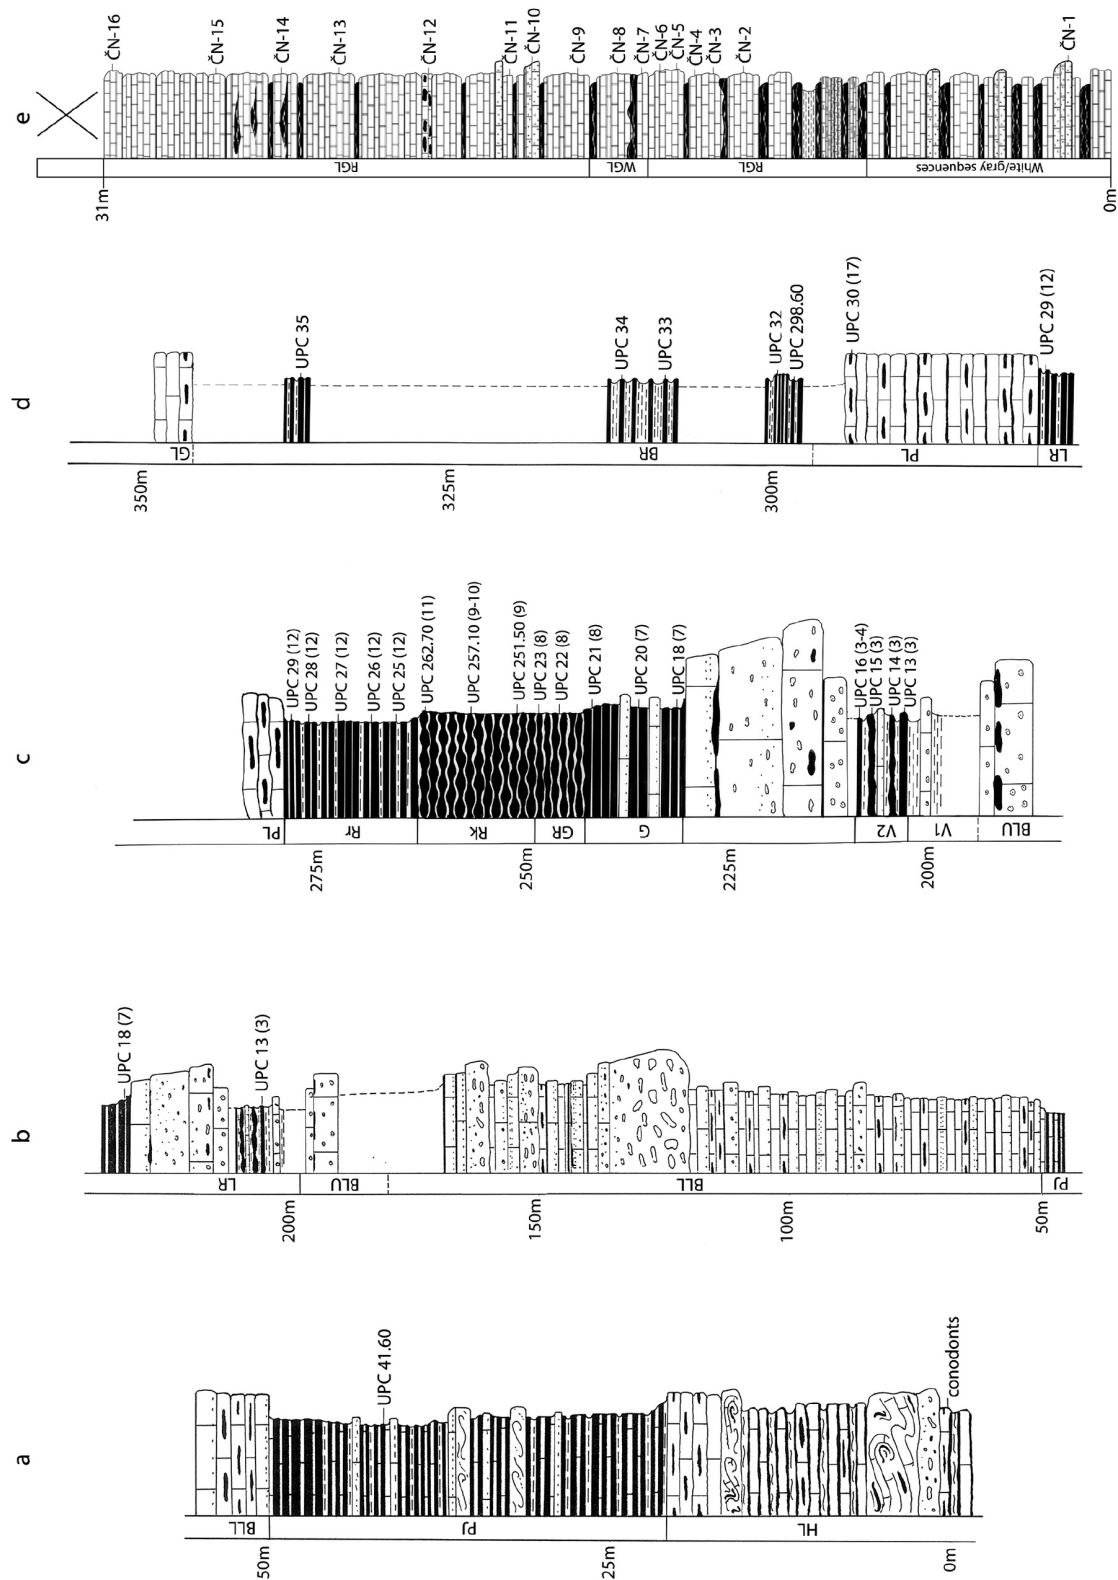 a
50m
25m
0m
BLL
PJ
HL
UPC 41.60
conodonts
b
200m
150m
100m
50m
LR
BLU
BLL
PJ
UPC 18 (7)
UPC 13 (3)
c
275m
250m
225m
200m
PL
Rr
Rk
GR
G
V2
V1
BLU
UPC 29 (12)
UPC 28 (12)
UPC 27 (12)
UPC 26 (12)
UPC 25 (12)
UPC 262.70 (11)
UPC 257.10 (9-10)
UPC 251.50 (9)
UPC 23 (8)
UPC 22 (8)
UPC 21 (8)
UPC 20 (7)
UPC 18 (7)
UPC 16 (3-4)
UPC 15 (3)
UPC 14 (3)
UPC 13 (3)
d
350m
325m
300m
GL
BR
PL
LR
UPC 35
UPC 34
UPC 33
UPC 32
UPC 298.60
UPC 30 (17)
UPC 29 (12)
e
31m
0m
RGL
WGL
RGL
White/gray sequences
ČN-16
ČN-15
ČN-14
ČN-13
ČN-12
ČN-11
ČN-10
ČN-9
ČN-8
ČN-7
ČN-6
ČN-5
ČN-4
ČN-3
ČN-2
ČN-1